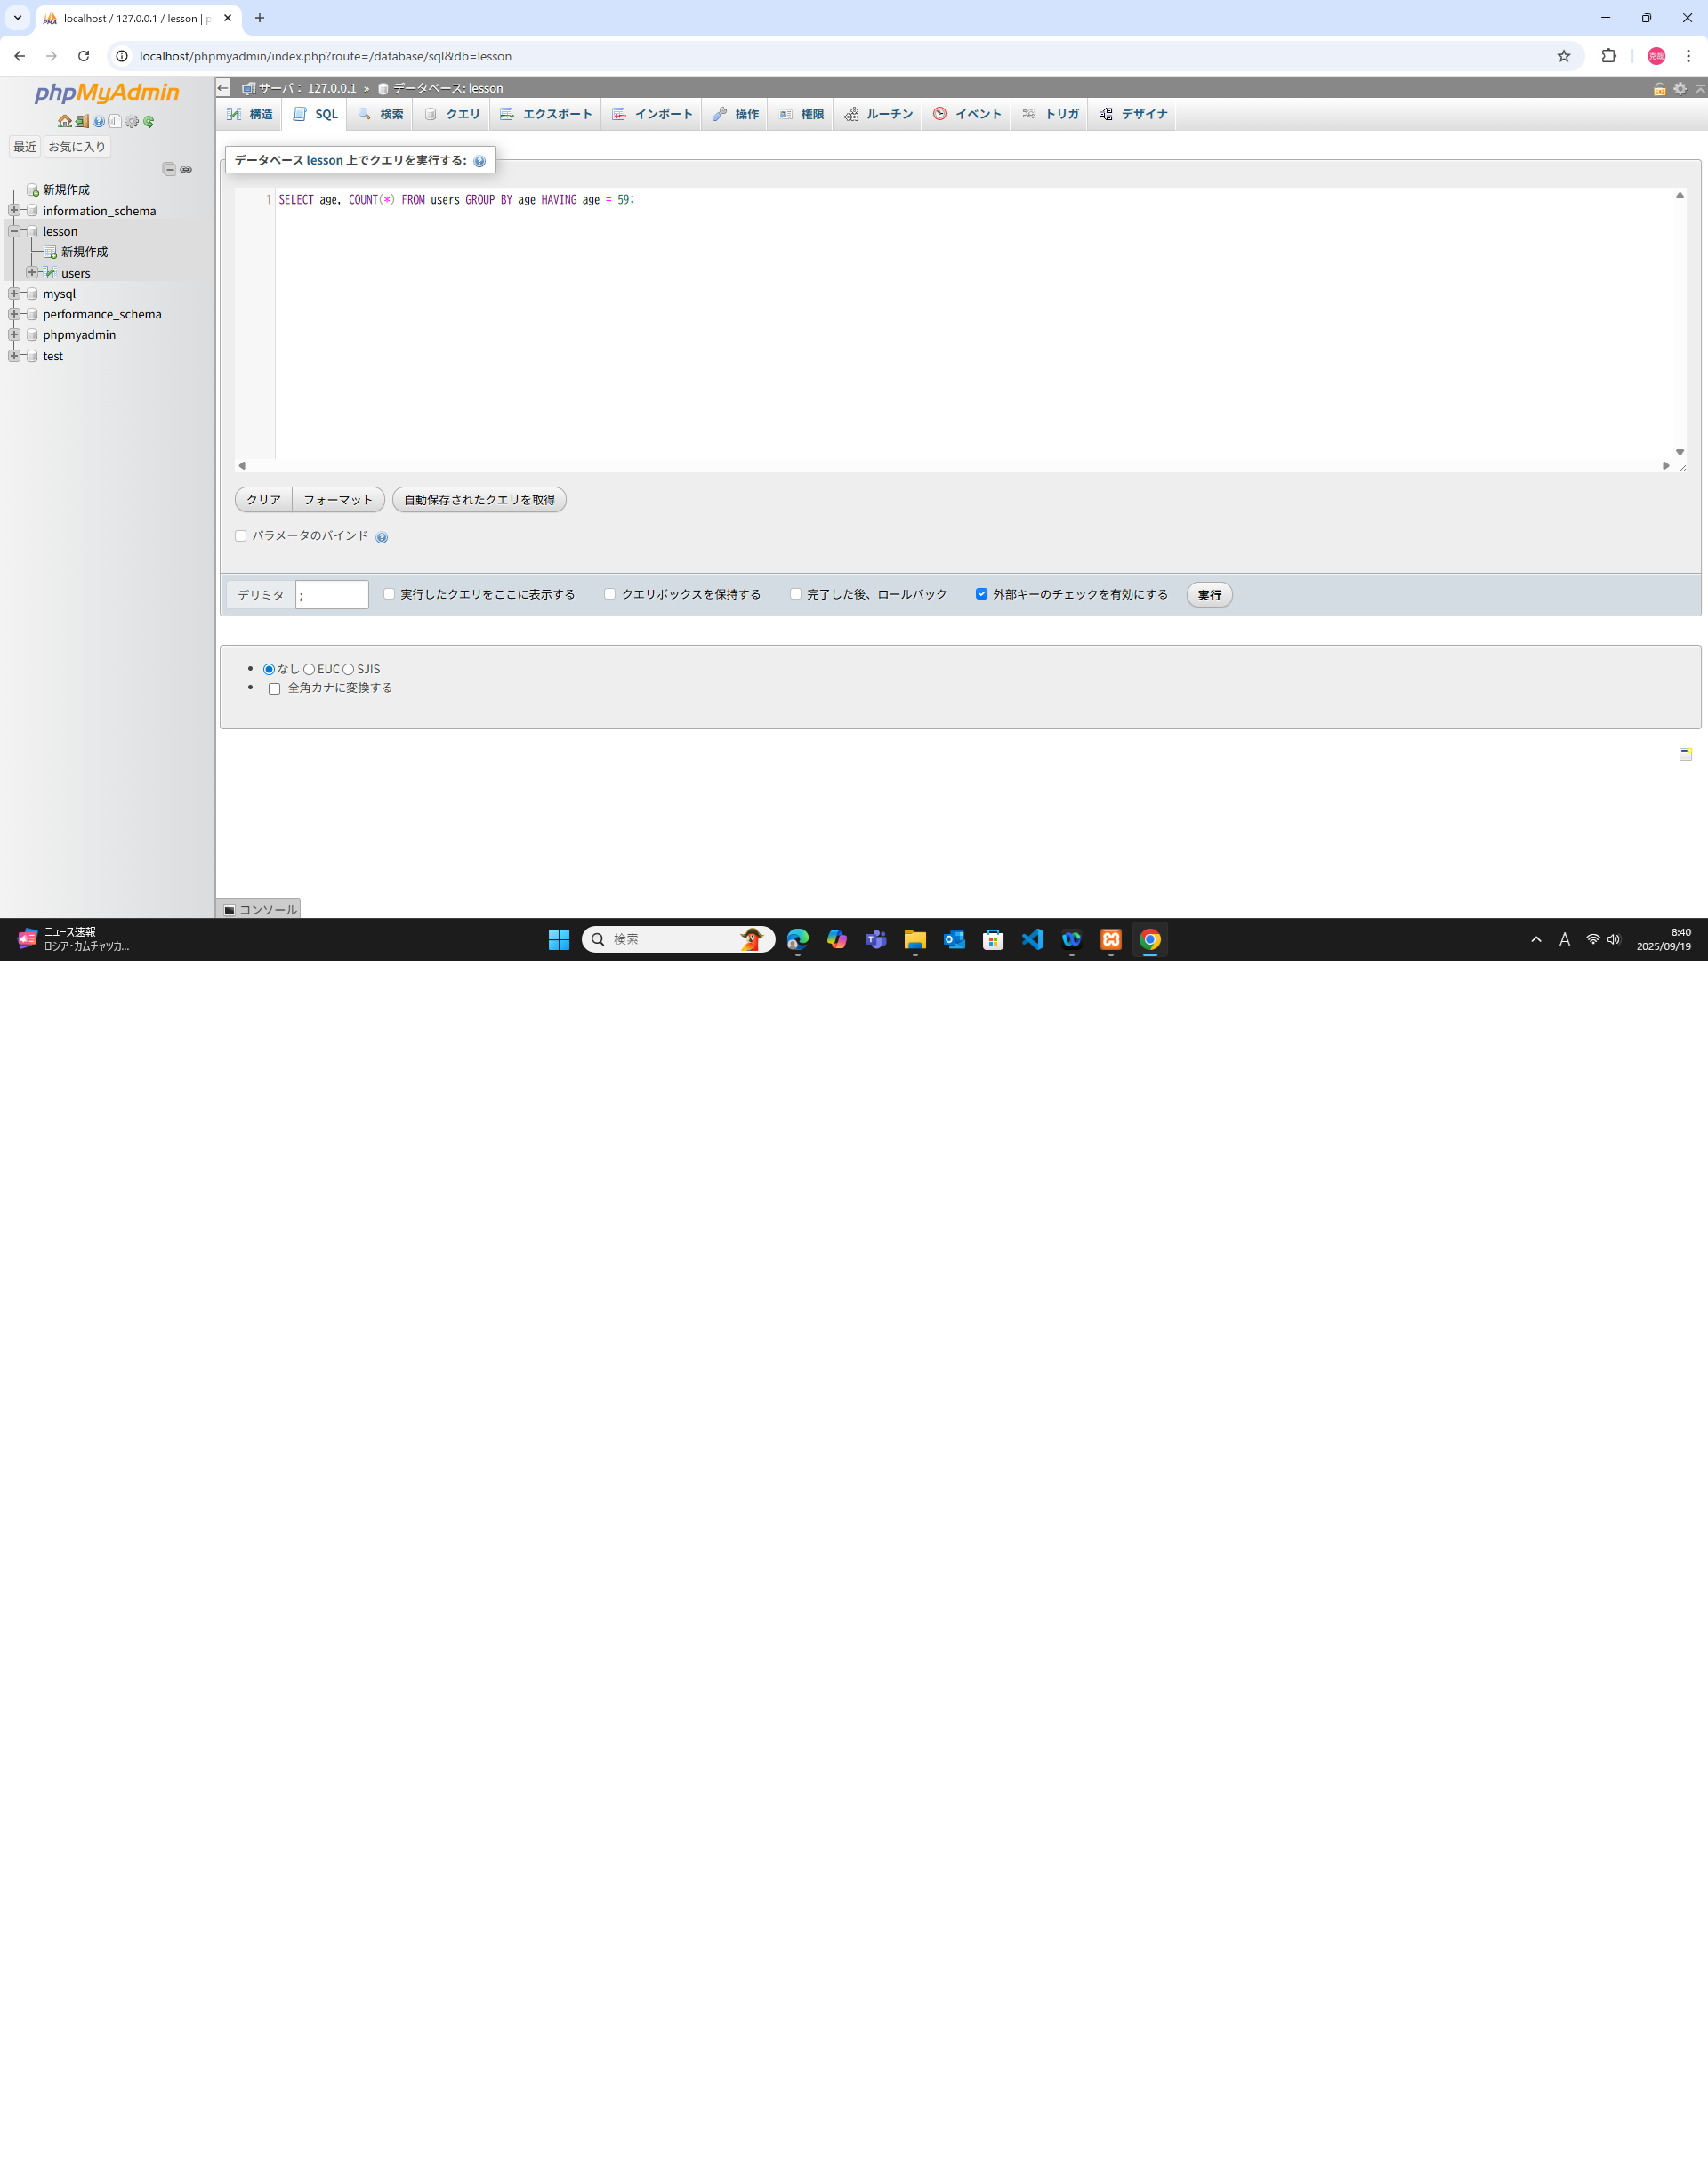 localhost / 127.0.0.1 / lesson | p
localhost/phpmyadmin/index.php?route=/database/sql&db=lesson
phpMyAdmin
最近 お気に入り
新規作成
information_schema
lesson
新規作成
users
mysql
performance_schema
phpmyadmin
test
サーバ: 127.0.0.1 » データベース: lesson
構造 SQL 検索 クエリ エクスポート インポート 操作 権限 ルーチン イベント トリガ デザイナ
データベース lesson 上でクエリを実行する:
1 SELECT age, COUNT(*) FROM users GROUP BY age HAVING age = 59;
クリア フォーマット 自動保存されたクエリを取得
パラメータのバインド
デリミタ ; 実行したクエリをここに表示する クエリボックスを保持する 完了した後、ロールバック 外部キーのチェックを有効にする 実行
なし EUC SJIS
全角カナに変換する
コンソール
ニュース速報
ロシア・カムチャツカ...
検索
A
8:40
2025/09/19